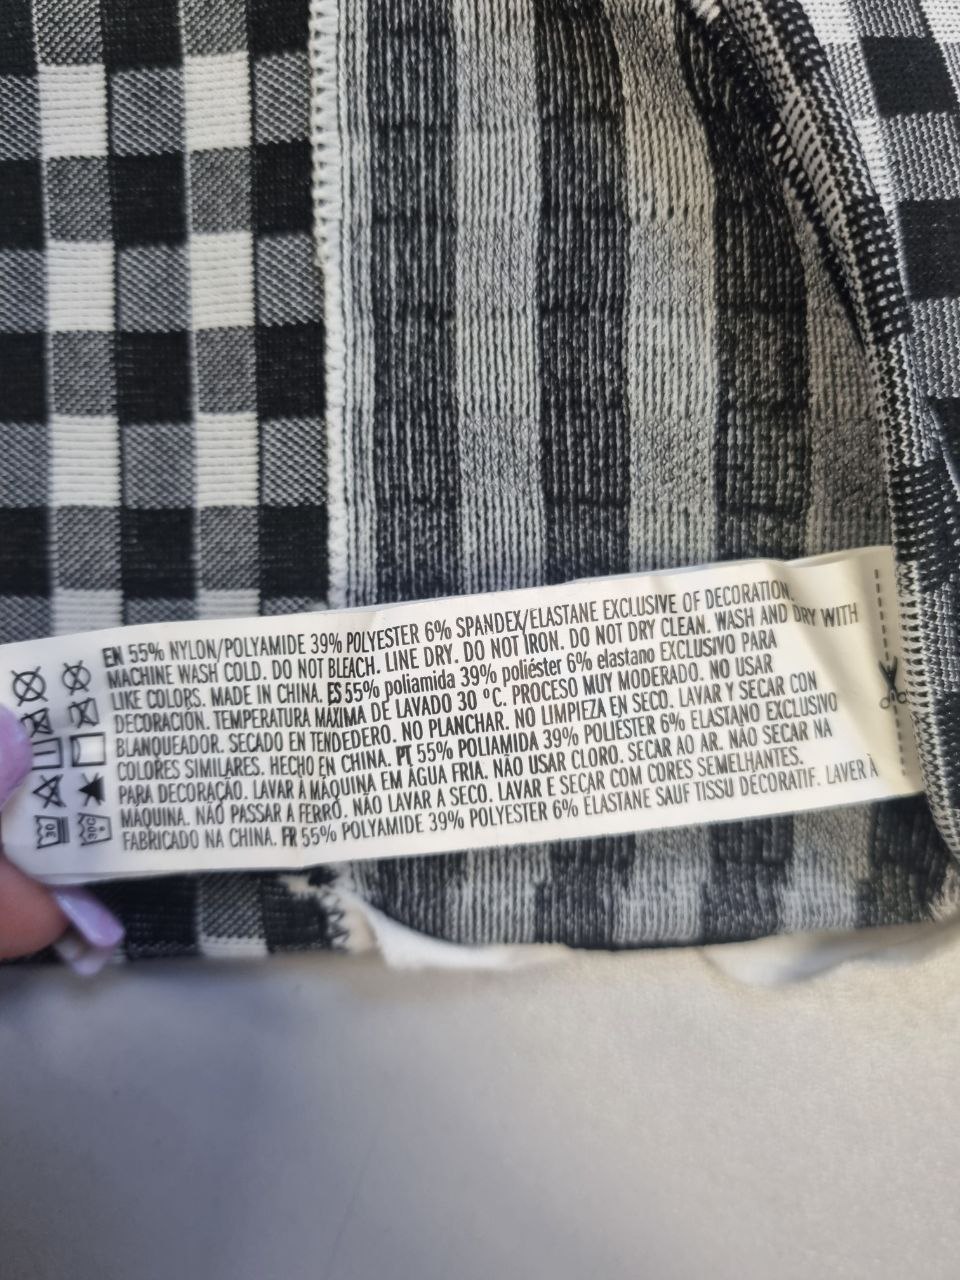 EN 55% NYLON/POLYAMIDE 39% POLYESTER 6% SPANDEX/ELASTANE EXCLUSIVE OF DECORATION.
MACHINE WASH COLD. DO NOT BLEACH. LINE DRY. DO NOT IRON. DO NOT DRY CLEAN. WASH AND DRY WITH
LIKE COLORS. MADE IN CHINA. ES 55% poliamida 39% poliéster 6% elastano EXCLUSIVO PARA
DECORACIÓN. TEMPERATURA MÁXIMA DE LAVADO 30 °C. PROCESO MUY MODERADO. NO USAR
BLANQUEADOR. SECADO EN TENDEDERO. NO PLANCHAR. NO LIMPIEZA EN SECO. LAVAR Y SECAR CON
COLORES SIMILARES. HECHO EN CHINA. PT 55% POLIAMIDA 39% POLIÉSTER 6% ELASTANO EXCLUSIVO
PARA DECORAÇÃO. LAVAR À MÁQUINA EM ÁGUA FRIA. NÃO USAR CLORO. SECAR AO AR. NÃO SECAR NA
MÁQUINA. NÃO PASSAR A FERRO. NÃO LAVAR A SECO. LAVAR E SECAR COM CORES SEMELHANTES.
FABRICADO NA CHINA. FR 55% POLYAMIDE 39% POLYESTER 6% ÉLASTANE SAUF TISSU DÉCORATIF. LAVER À
30
30C